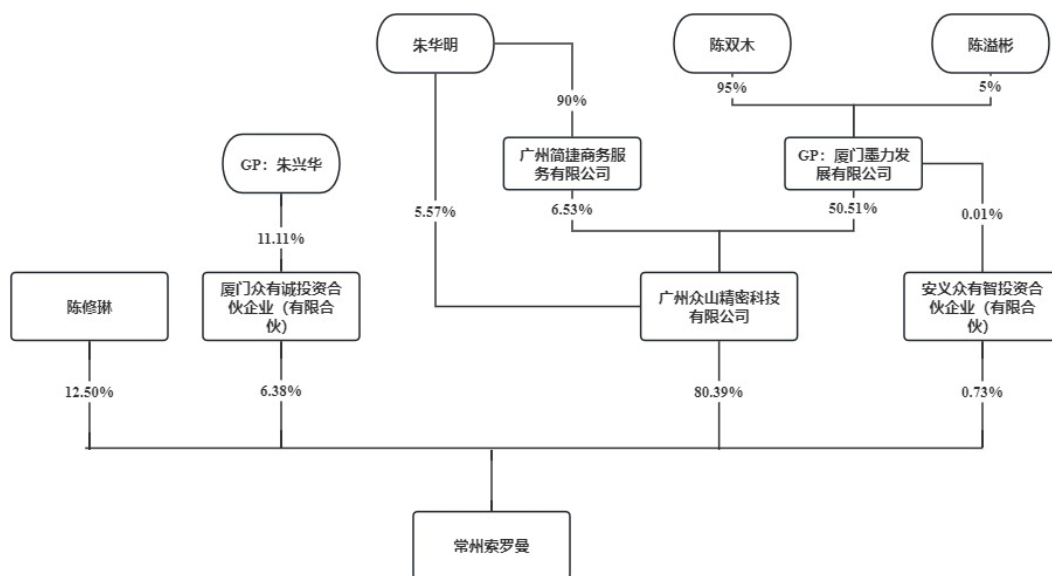 朱华明
陈双木
陈溢彬
95%
5%
90%
广州简捷商务服
务有限公司
GP：厦门墨力发
展有限公司
GP：朱兴华
5.57%
6.53%
50.51%
0.01%
11.11%
陈修琳
厦门众有诚投资合
伙企业（有限合
伙）
广州众山精密科技
有限公司
安义众有智投资合
伙企业（有限合
伙）
12.50%
6.38%
80.39%
0.73%
常州索罗曼